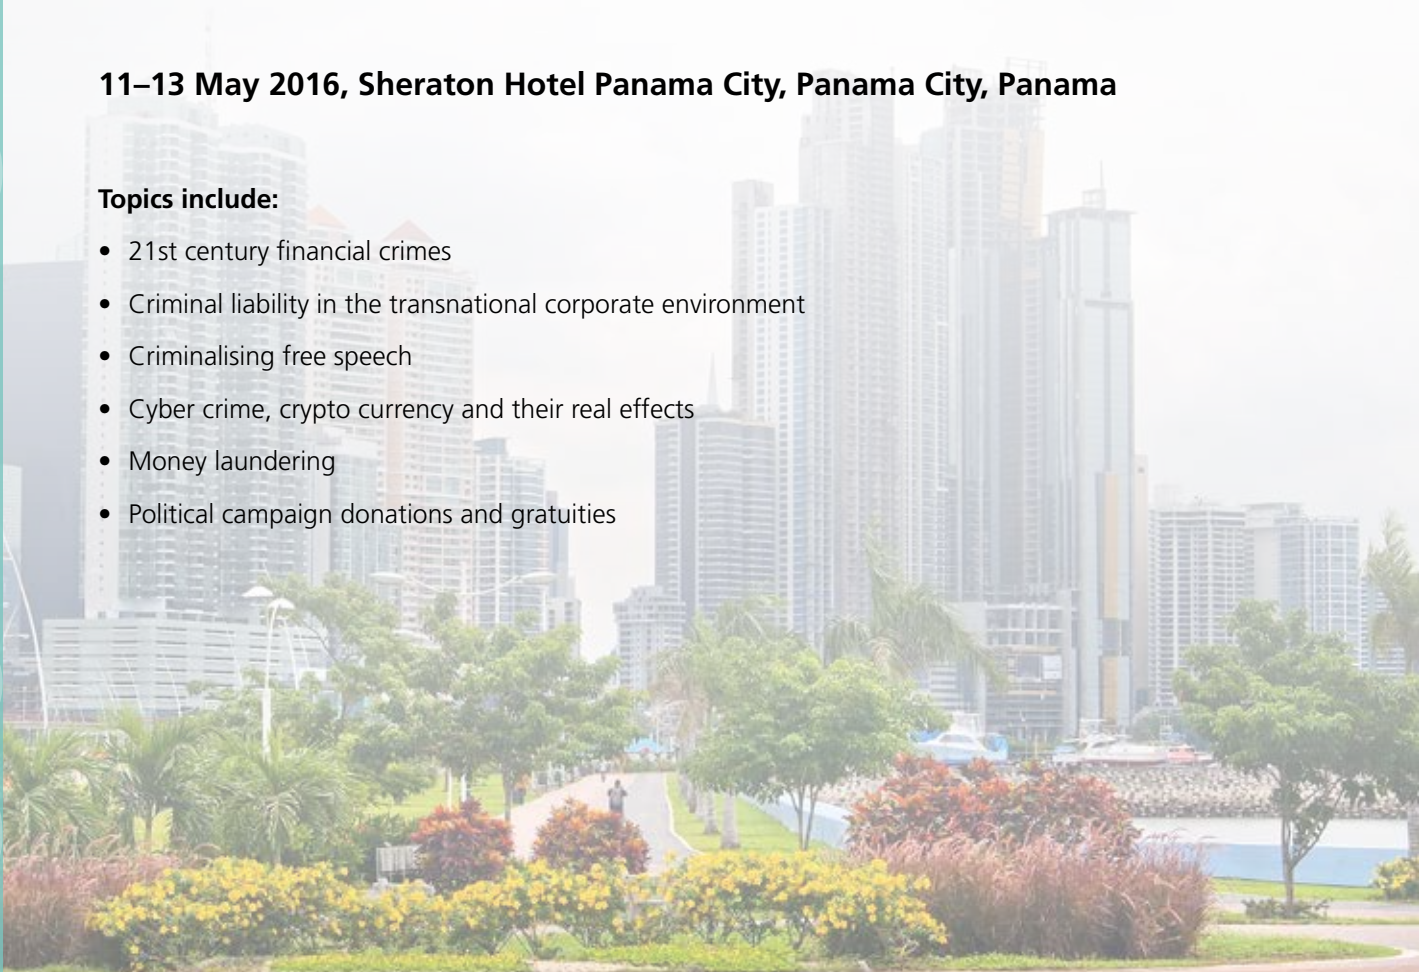 11–13 May 2016, Sheraton Hotel Panama City, Panama City, Panama
Topics include:
• 21st century financial crimes
• Criminal liability in the transnational corporate environment
• Criminalising free speech
• Cyber crime, crypto currency and their real effects
• Money laundering
• Political campaign donations and gratuities